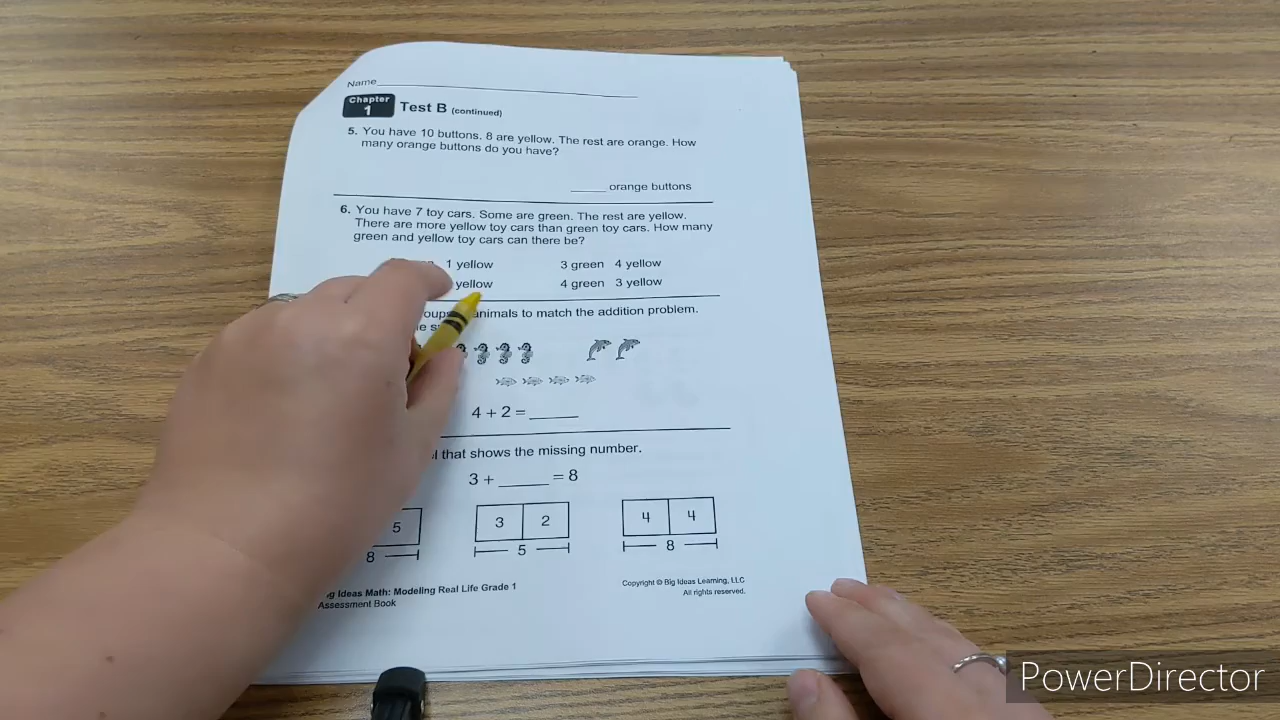 Name
Chapter
1
Test B (continued)
5. You have 10 buttons. 8 are yellow. The rest are orange. How
many orange buttons do you have?
_____ orange buttons
6. You have 7 toy cars. Some are green. The rest are yellow.
There are more yellow toy cars than green toy cars. How many
green and yellow toy cars can there be?
1 yellow 3 green 4 yellow
yellow 4 green 3 yellow
animals to match the addition problem.
4 + 2 = _____
that shows the missing number.
3 + _____ = 8
5 3 2 4 4
8 5 8
Ideas Math: Modeling Real Life Grade 1
Assessment Book
Copyright © Big Ideas Learning, LLC
All rights reserved.
PowerDirector